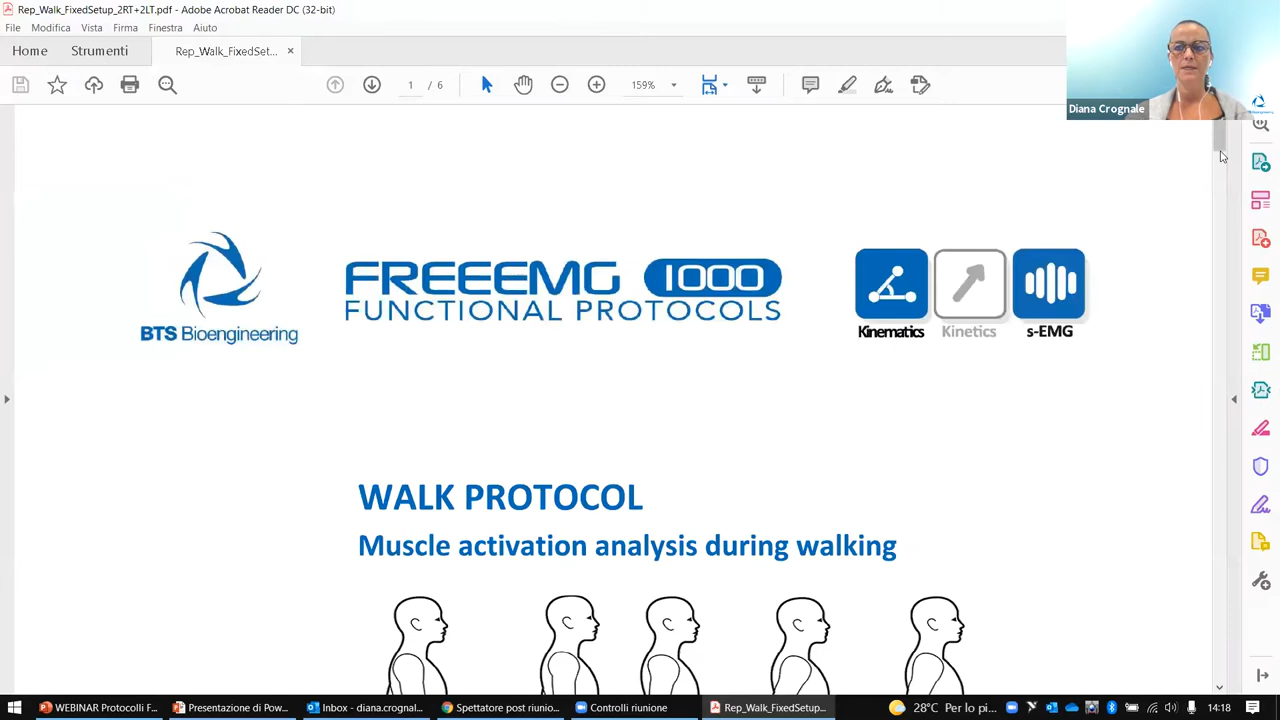 Rep_Walk_FixedSetup_2RT+2LT.pdf - Adobe Acrobat Reader DC (32-bit)
File Modifica Vista Firma Finestra Aiuto
Home Strumenti Rep_Walk_FixedSet... ×
1 / 6 159%
Diana Crognale
BTS Bioengineering
FREEEMG 1000
FUNCTIONAL PROTOCOLS
Kinematics Kinetics s-EMG
WALK PROTOCOL
Muscle activation analysis during walking
WEBINAR Protocolli F... Presentazione di Pow... Inbox - diana.crognal... Spettatore post riunio... Controlli riunione Rep_Walk_FixedSetup... 28°C Per lo pi... 14:18